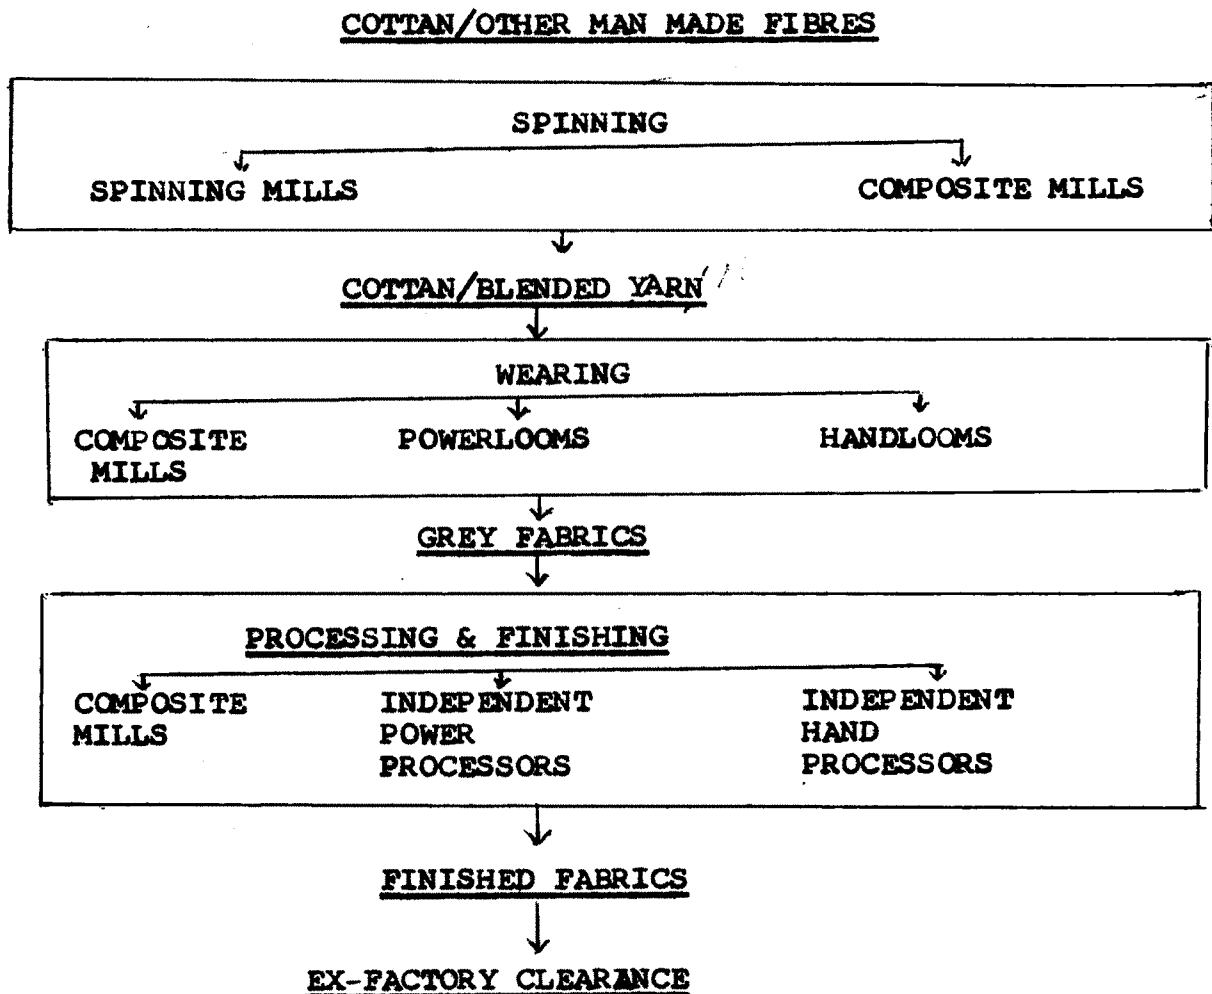 COTTAN/OTHER MAN MADE FIBRES
SPINNING
SPINNING MILLS COMPOSITE MILLS
COTTAN/BLENDED YARN
WEARING
COMPOSITE POWERLOOMS HANDLOOMS
MILLS
GREY FABRICS
PROCESSING & FINISHING
COMPOSITE INDEPENDENT INDEPENDENT
MILLS POWER HAND
PROCESSORS PROCESSORS
FINISHED FABRICS
EX-FACTORY CLEARANCE